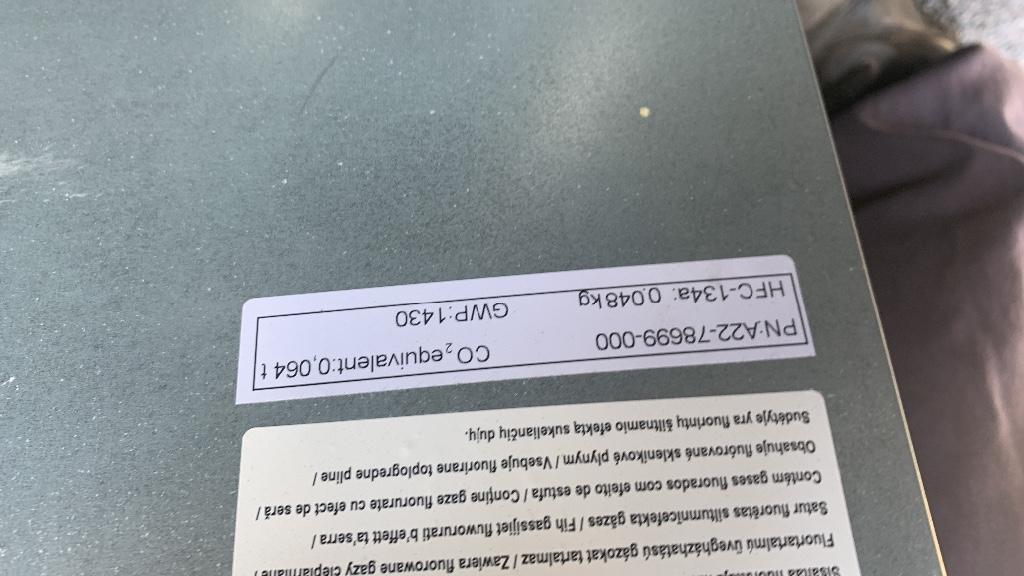 Fluortartalmú üvegházhatású gázokat tartalmaz / Zawiera fluorowane gazy cieplarniane /
Satur fluorētas siltumnīcefekta gāzes / Fih gassijiet fluworurati b'effett ta'serra /
Contém gases fluorados com efeito de estufa / Conţine gaze fluorurate cu efect de seră /
Obsahuje fluórované skleníkové plynym. / Vsebuje fluorirane toplogredne pline /
Sudėtyje yra fluorintų šiltnamio efektą sukeliančių dujų.
PN:A22-78699-000 CO₂equivalent:0,064 t
HFC-134a: 0.048kg GWP:1430